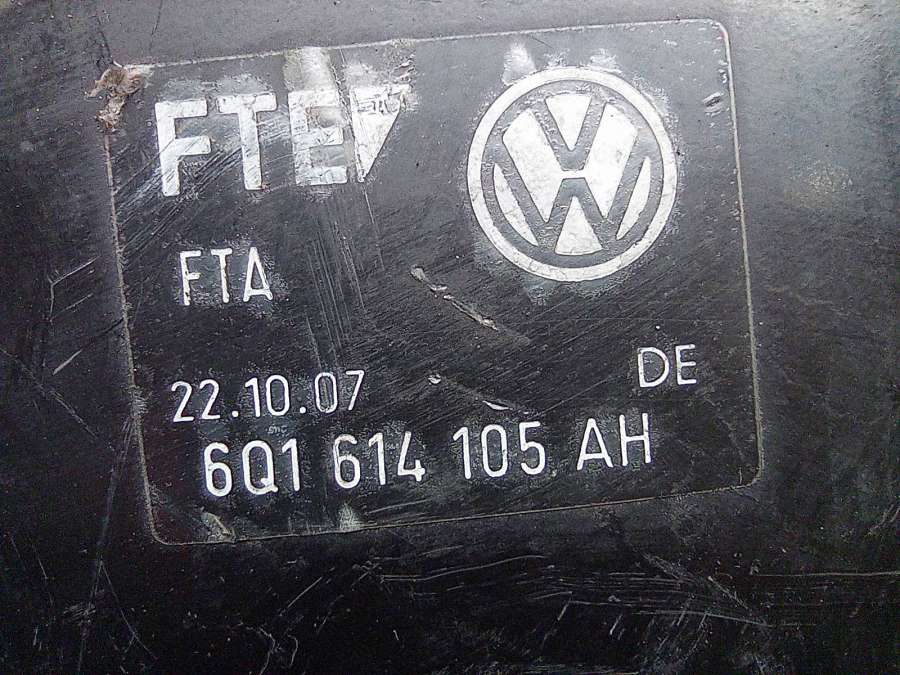 FTE
FTA
DE
22.10.07
6Q1 614 105 AH